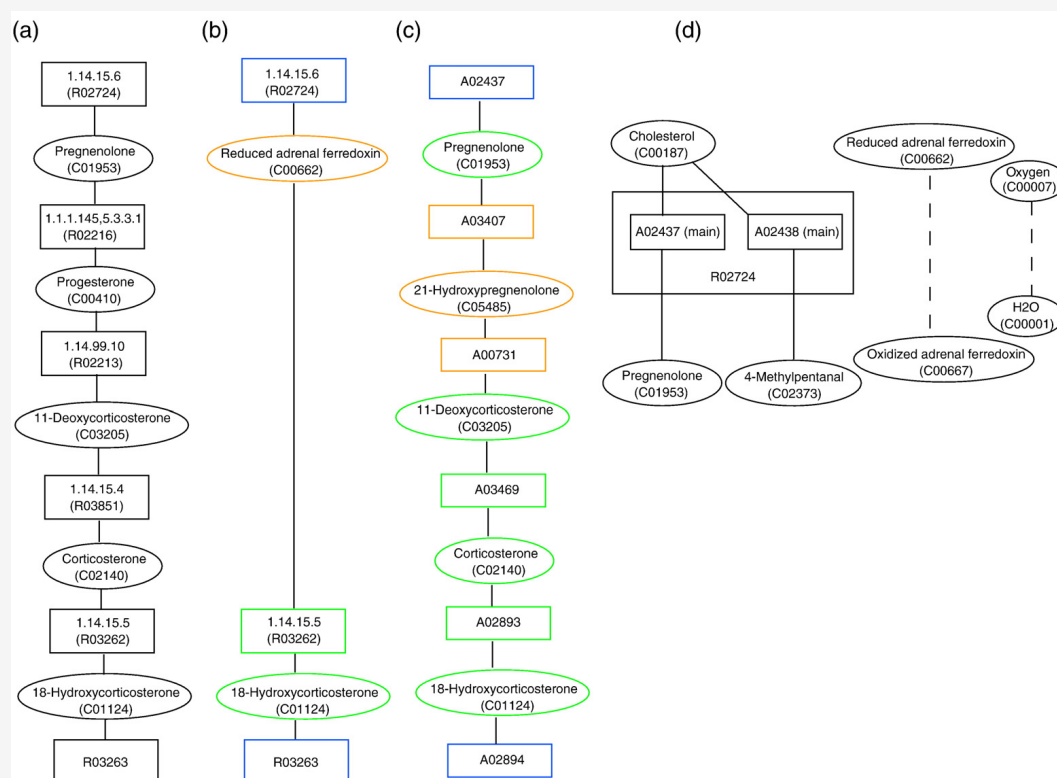 (a)
1.14.15.6
(R02724)
Pregnenolone
(C01953)
1.1.1.145,5.3.3.1
(R02216)
Progesterone
(C00410)
1.14.99.10
(R02213)
11-Deoxycorticosterone
(C03205)
1.14.15.4
(R03851)
Corticosterone
(C02140)
1.14.15.5
(R03262)
18-Hydroxycorticosterone
(C01124)
R03263
(b)
1.14.15.6
(R02724)
Reduced adrenal ferredoxin
(C00662)
1.14.15.5
(R03262)
18-Hydroxycorticosterone
(C01124)
R03263
(c)
A02437
Pregnenolone
(C01953)
A03407
21-Hydroxypregnenolone
(C05485)
A00731
11-Deoxycorticosterone
(C03205)
A03469
Corticosterone
(C02140)
A02893
18-Hydroxycorticosterone
(C01124)
A02894
(d)
Cholesterol
(C00187)
A02437 (main)
A02438 (main)
R02724
Pregnenolone
(C01953)
4-Methylpentanal
(C02373)
Reduced adrenal ferredoxin
(C00662)
Oxidized adrenal ferredoxin
(C00667)
Oxygen
(C00007)
H2O
(C00001)